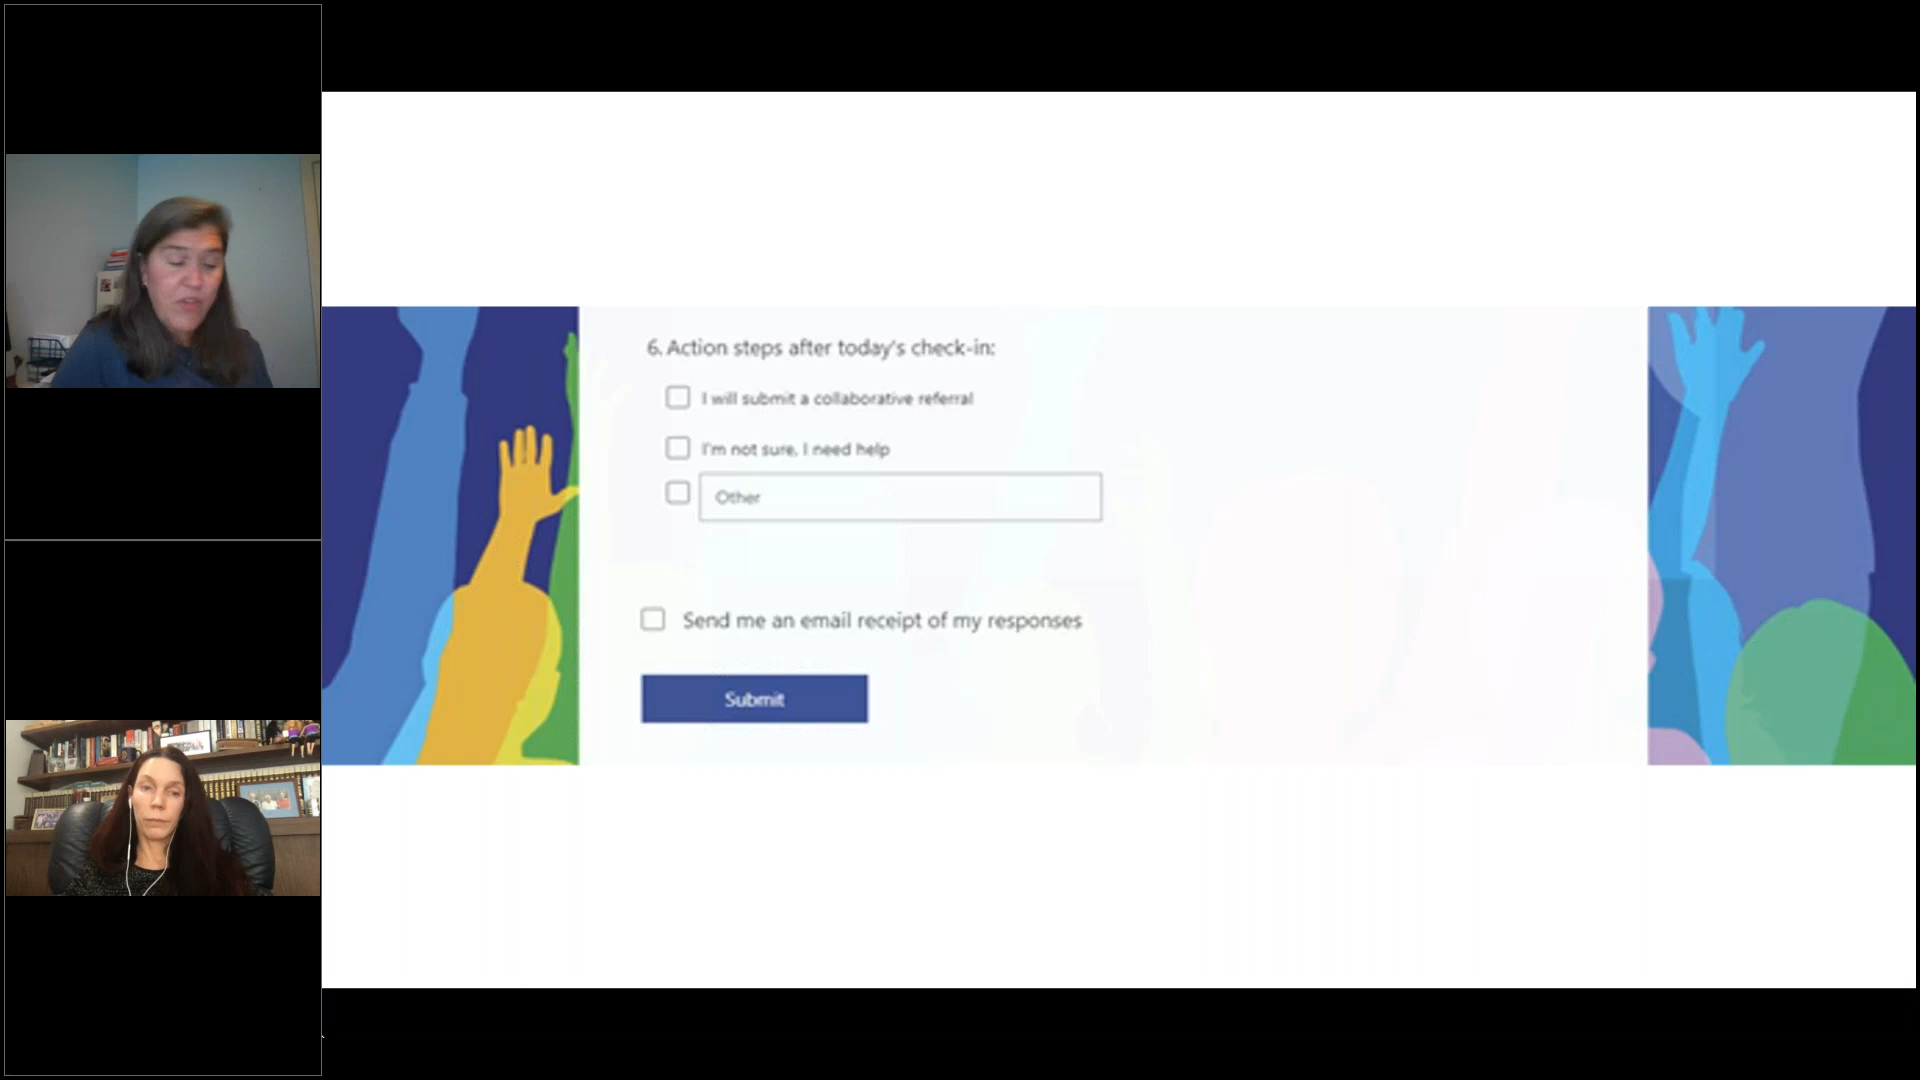 6. Action steps after today's check-in:
I will submit a collaborative referral
I'm not sure, I need help
Other
Send me an email receipt of my responses
Submit